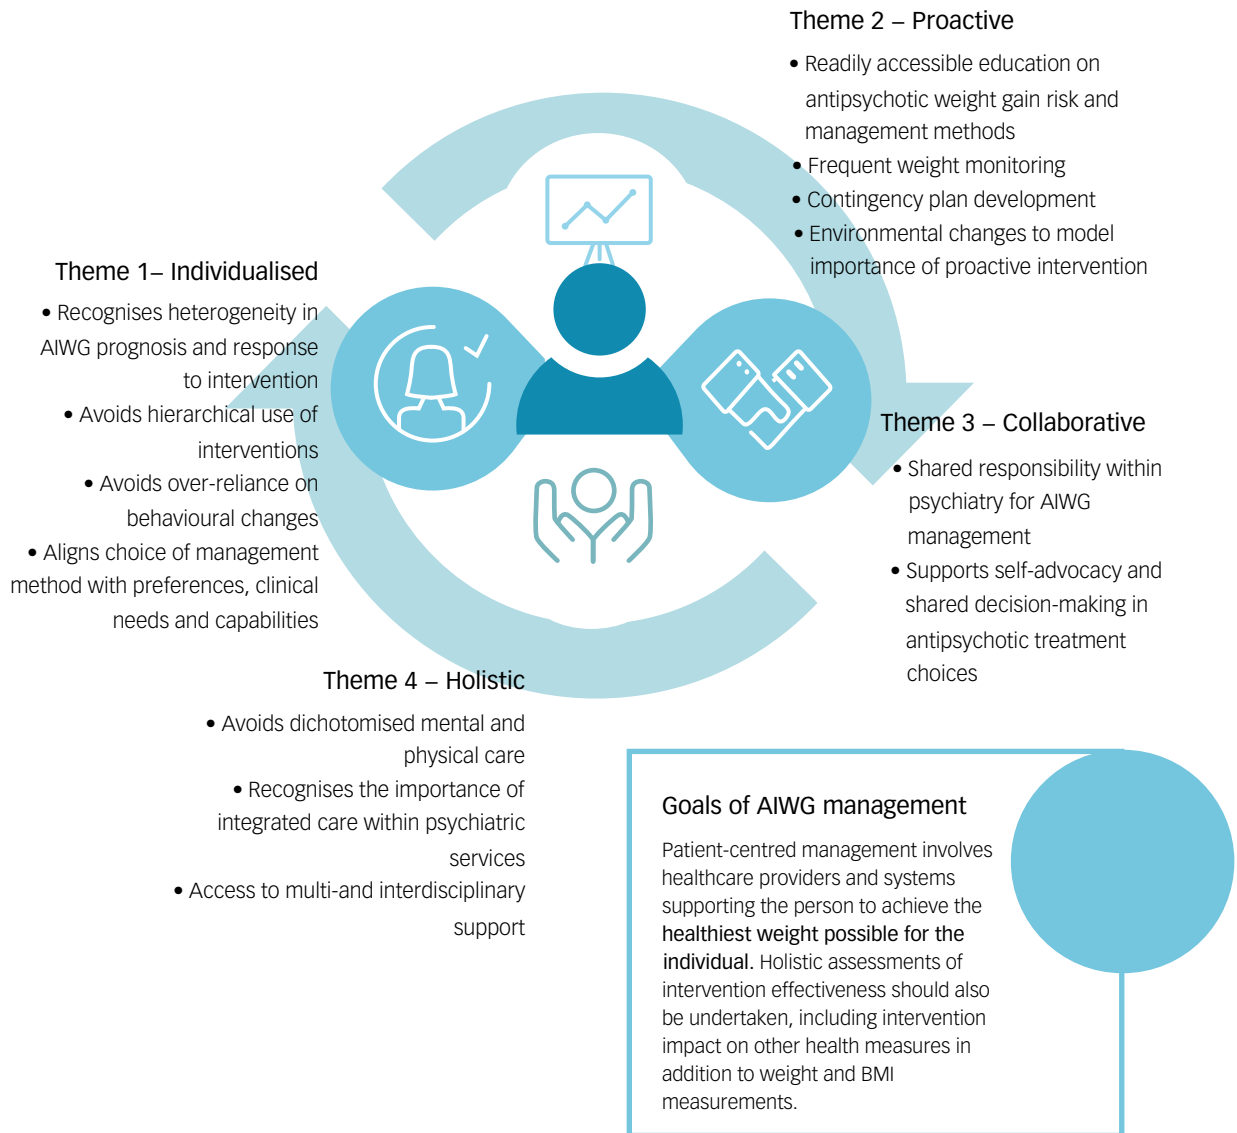 Theme 2 – Proactive
• Readily accessible education on
antipsychotic weight gain risk and
management methods
• Frequent weight monitoring
• Contingency plan development
• Environmental changes to model
importance of proactive intervention
Theme 1– Individualised
• Recognises heterogeneity in
AIWG prognosis and response
to intervention
• Avoids hierarchical use of
interventions
• Avoids over-reliance on
behavioural changes
• Aligns choice of management
method with preferences, clinical
needs and capabilities
Theme 3 – Collaborative
• Shared responsibility within
psychiatry for AIWG
management
• Supports self-advocacy and
shared decision-making in
antipsychotic treatment
choices
Theme 4 – Holistic
• Avoids dichotomised mental and
physical care
• Recognises the importance of
integrated care within psychiatric
services
• Access to multi-and interdisciplinary
support
Goals of AIWG management
Patient-centred management involves
healthcare providers and systems
supporting the person to achieve the
healthiest weight possible for the
individual. Holistic assessments of
intervention effectiveness should also
be undertaken, including intervention
impact on other health measures in
addition to weight and BMI
measurements.